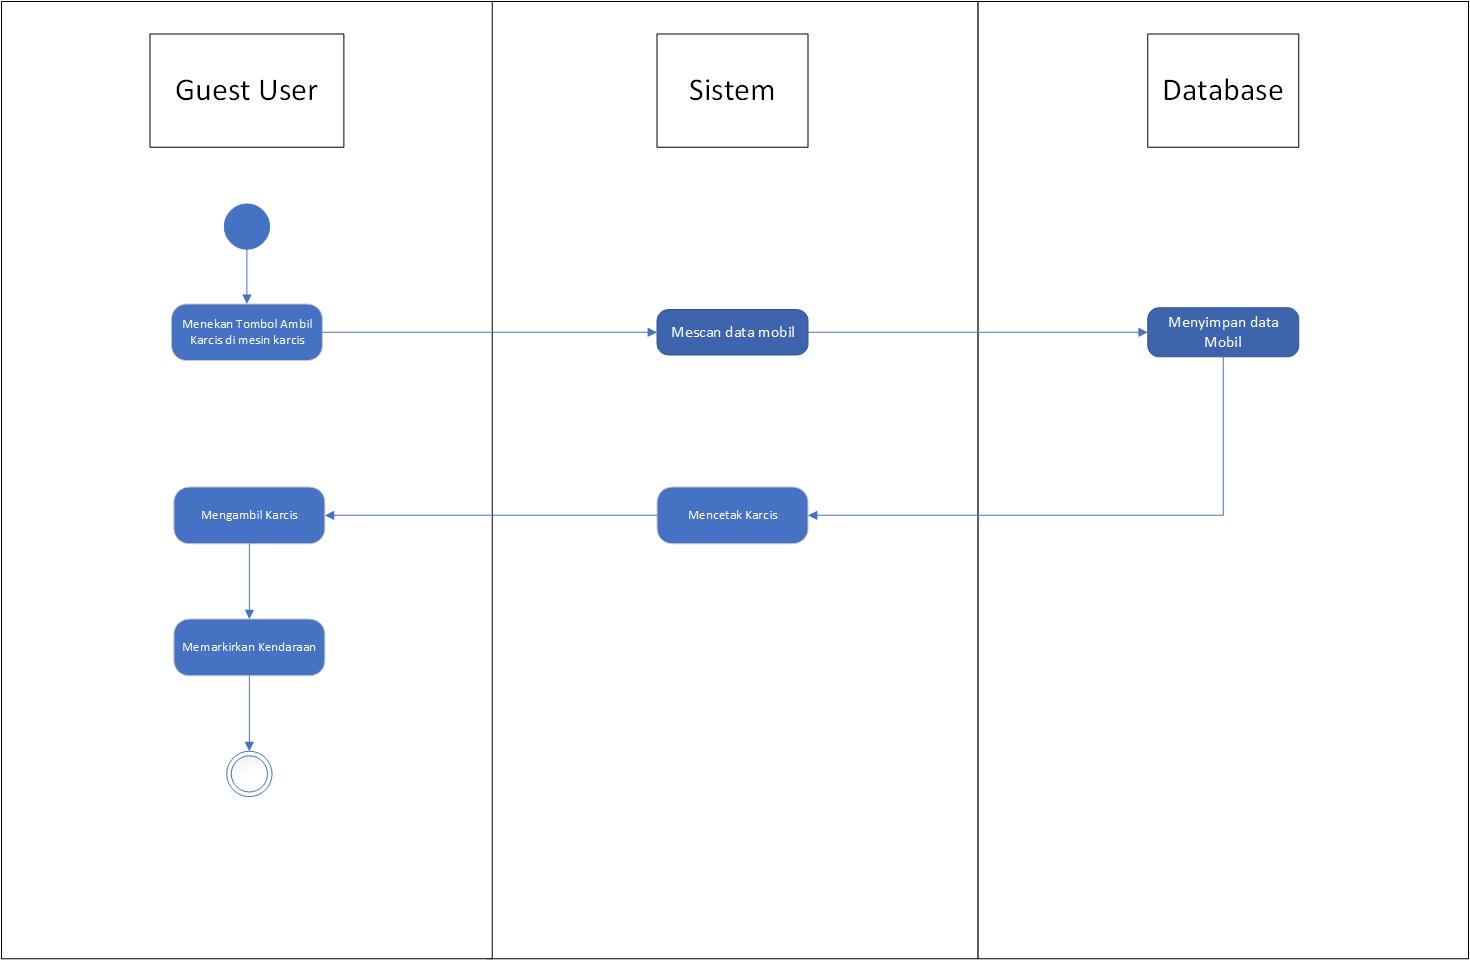 Guest User
Sistem
Database
Menekan Tombol Ambil
Karcis di mesin karcis
Mescan data mobil
Menyimpan data
Mobil
Mengambil Karcis
Mencetak Karcis
Memarkirkan Kendaraan